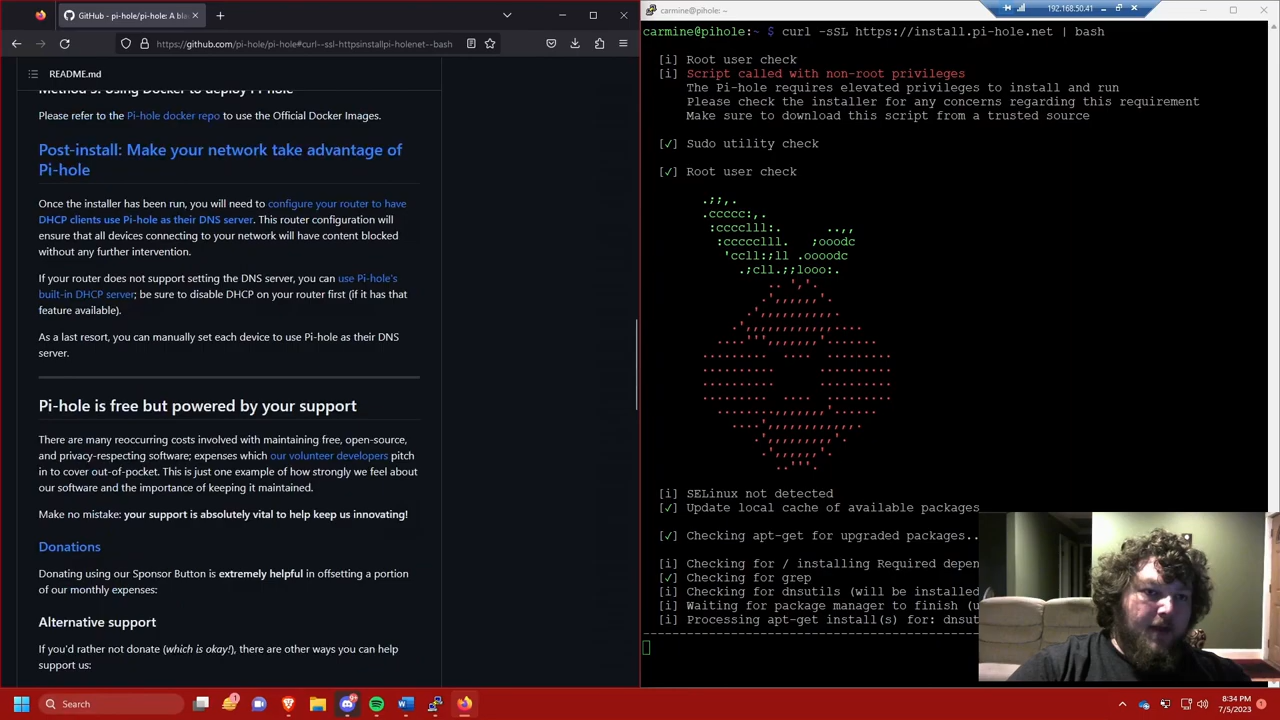 GitHub - pi-hole/pi-hole: A bla
https://github.com/pi-hole/pi-hole#curl--ssl-httpsinstallpi-holenet--bash
README.md
Method 3: Using Docker to deploy Pi-hole
Please refer to the Pi-hole docker repo to use the Official Docker Images.
Post-install: Make your network take advantage of
Pi-hole
Once the installer has been run, you will need to configure your router to have
DHCP clients use Pi-hole as their DNS server. This router configuration will
ensure that all devices connecting to your network will have content blocked
without any further intervention.
If your router does not support setting the DNS server, you can use Pi-hole's
built-in DHCP server; be sure to disable DHCP on your router first (if it has that
feature available).
As a last resort, you can manually set each device to use Pi-hole as their DNS
server.
Pi-hole is free but powered by your support
There are many reoccurring costs involved with maintaining free, open-source,
and privacy-respecting software; expenses which our volunteer developers pitch
in to cover out-of-pocket. This is just one example of how strongly we feel about
our software and the importance of keeping it maintained.
Make no mistake: your support is absolutely vital to help keep us innovating!
Donations
Donating using our Sponsor Button is extremely helpful in offsetting a portion
of our monthly expenses:
Alternative support
If you'd rather not donate (which is okay!), there are other ways you can help
support us:
carmine@pihole: ~
192.168.50.41
carmine@pihole:~ $ curl -sSL https://install.pi-hole.net | bash
[i] Root user check
[i] Script called with non-root privileges
The Pi-hole requires elevated privileges to install and run
Please check the installer for any concerns regarding this requirement
Make sure to download this script from a trusted source
[✓] Sudo utility check
[✓] Root user check
.;;,.
.ccccc:,.
:cccclll:. ..,,
:ccccclll. ;ooodc
'ccll:;ll .oooodc
.;cll.;;looo:.
.. ','.
.',,,,,,'.
.',,,,,,,,,,.
.',,,,,,,,,,,,....
....''',,,,,,,'.......
......... .... .........
.......... ..........
.......... ..........
......... .... .........
........,,,,,,,'......
....',,,,,,,,,,,,.
.',,,,,,,,,'.
.',,,,,,'.
..'''.
[i] SELinux not detected
[✓] Update local cache of available packages
[✓] Checking apt-get for upgraded packages..
[i] Checking for / installing Required depen
[✓] Checking for grep
[i] Checking for dnsutils (will be installed
[i] Waiting for package manager to finish (u
[i] Processing apt-get install(s) for: dnsut
Search
8:34 PM
7/5/2023